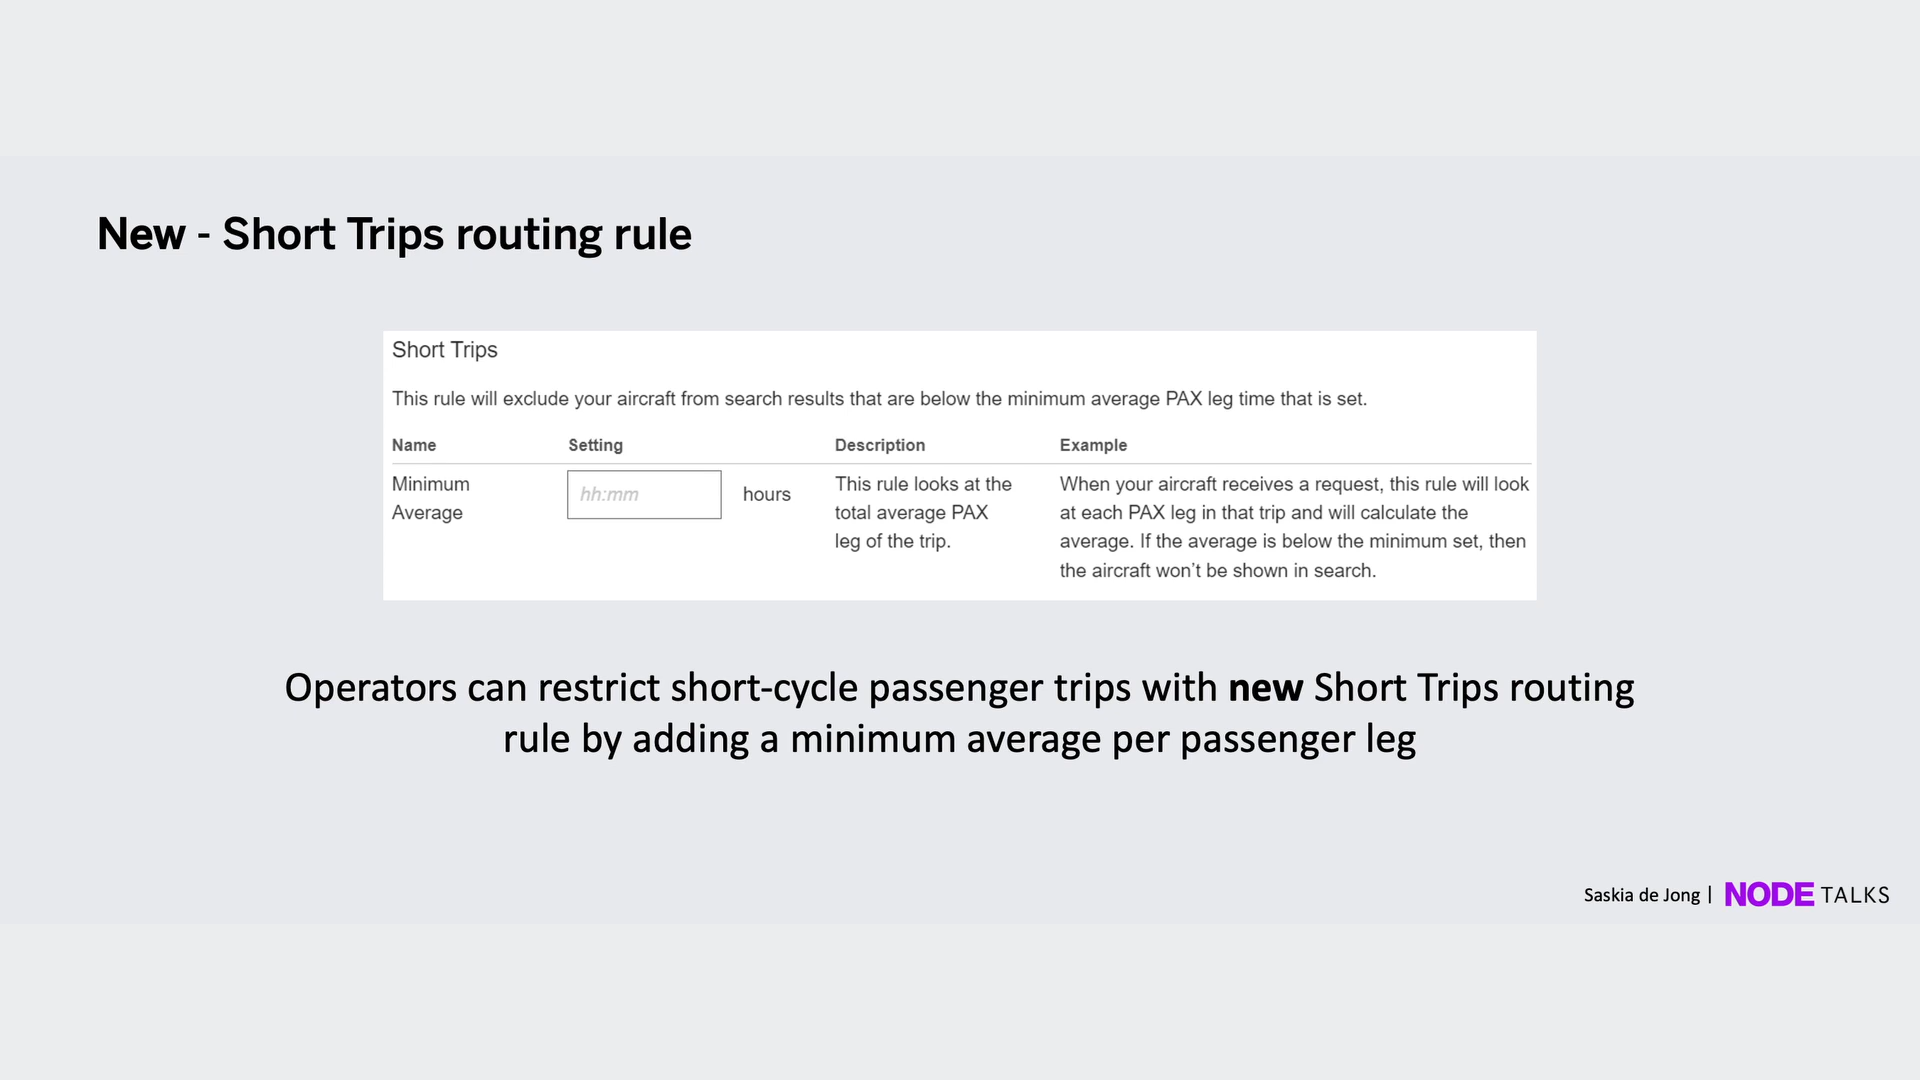 New - Short Trips routing rule
Short Trips
This rule will exclude your aircraft from search results that are below the minimum average PAX leg time that is set.
Name Setting Description Example
Minimum
Average
hh:mm hours
This rule looks at the
total average PAX
leg of the trip.
When your aircraft receives a request, this rule will look
at each PAX leg in that trip and will calculate the
average. If the average is below the minimum set, then
the aircraft won’t be shown in search.
Operators can restrict short-cycle passenger trips with new Short Trips routing
rule by adding a minimum average per passenger leg
Saskia de Jong | NODE TALKS